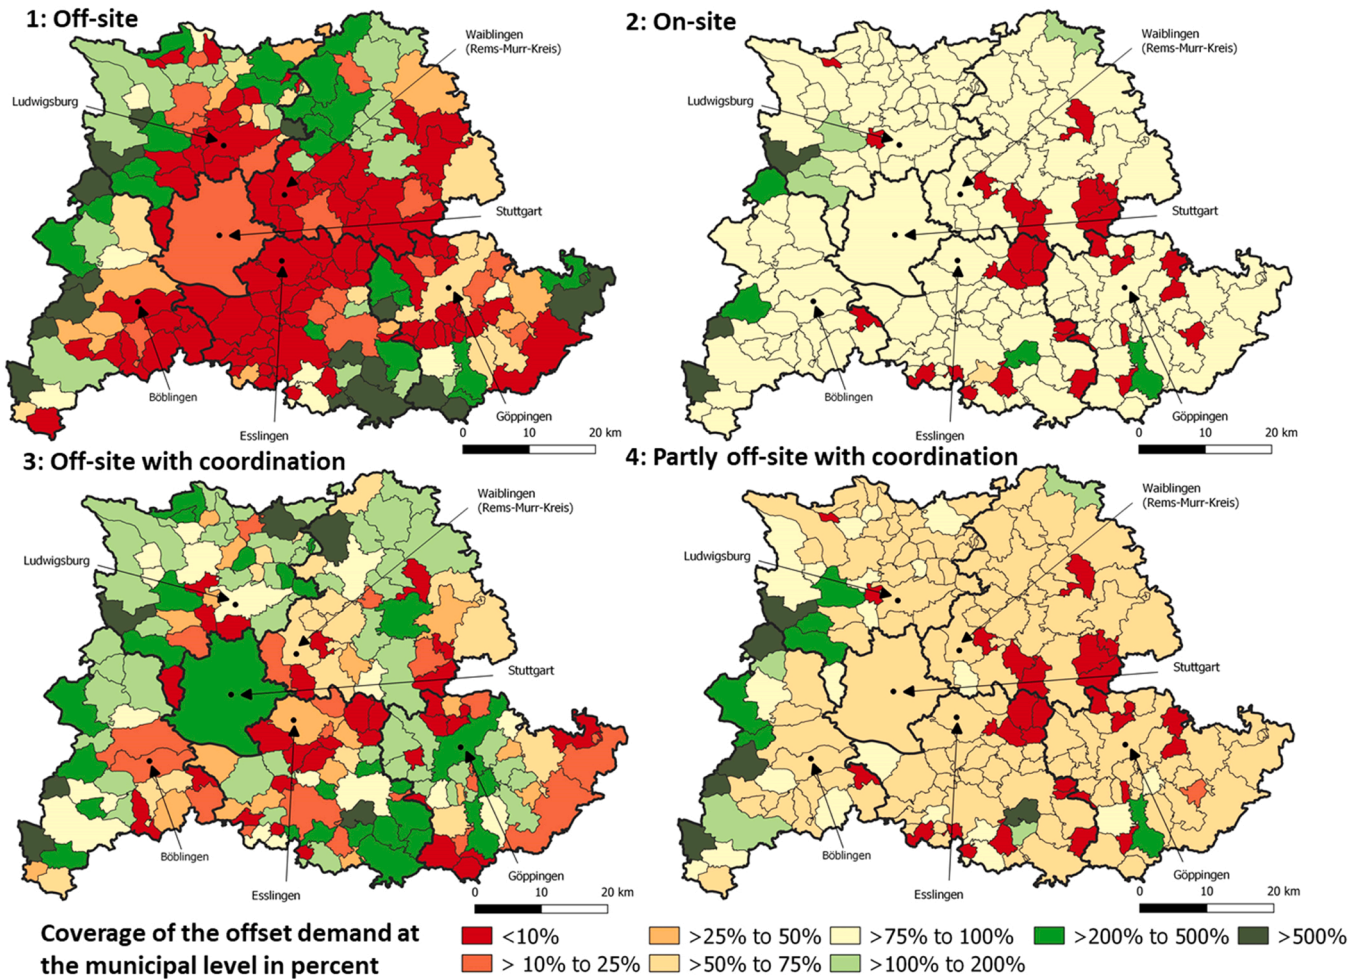 1: Off-site
2: On-site
Waiblingen
(Rems-Murr-Kreis)
Waiblingen
(Rems-Murr-Kreis)
Ludwigsburg
Ludwigsburg
Stuttgart
Stuttgart
Böblingen
Böblingen
Göppingen
Göppingen
Esslingen
Esslingen
0 10 20 km
0 10 20 km
3: Off-site with coordination
4: Partly off-site with coordination
Waiblingen
(Rems-Murr-Kreis)
Waiblingen
(Rems-Murr-Kreis)
Ludwigsburg
Ludwigsburg
Stuttgart
Stuttgart
Böblingen
Böblingen
Göppingen
Göppingen
Esslingen
Esslingen
0 10 20 km
0 10 20 km
Coverage of the offset demand at
the municipal level in percent
<10%
>25% to 50%
>75% to 100%
>200% to 500%
>500%
> 10% to 25%
>50% to 75%
>100% to 200%